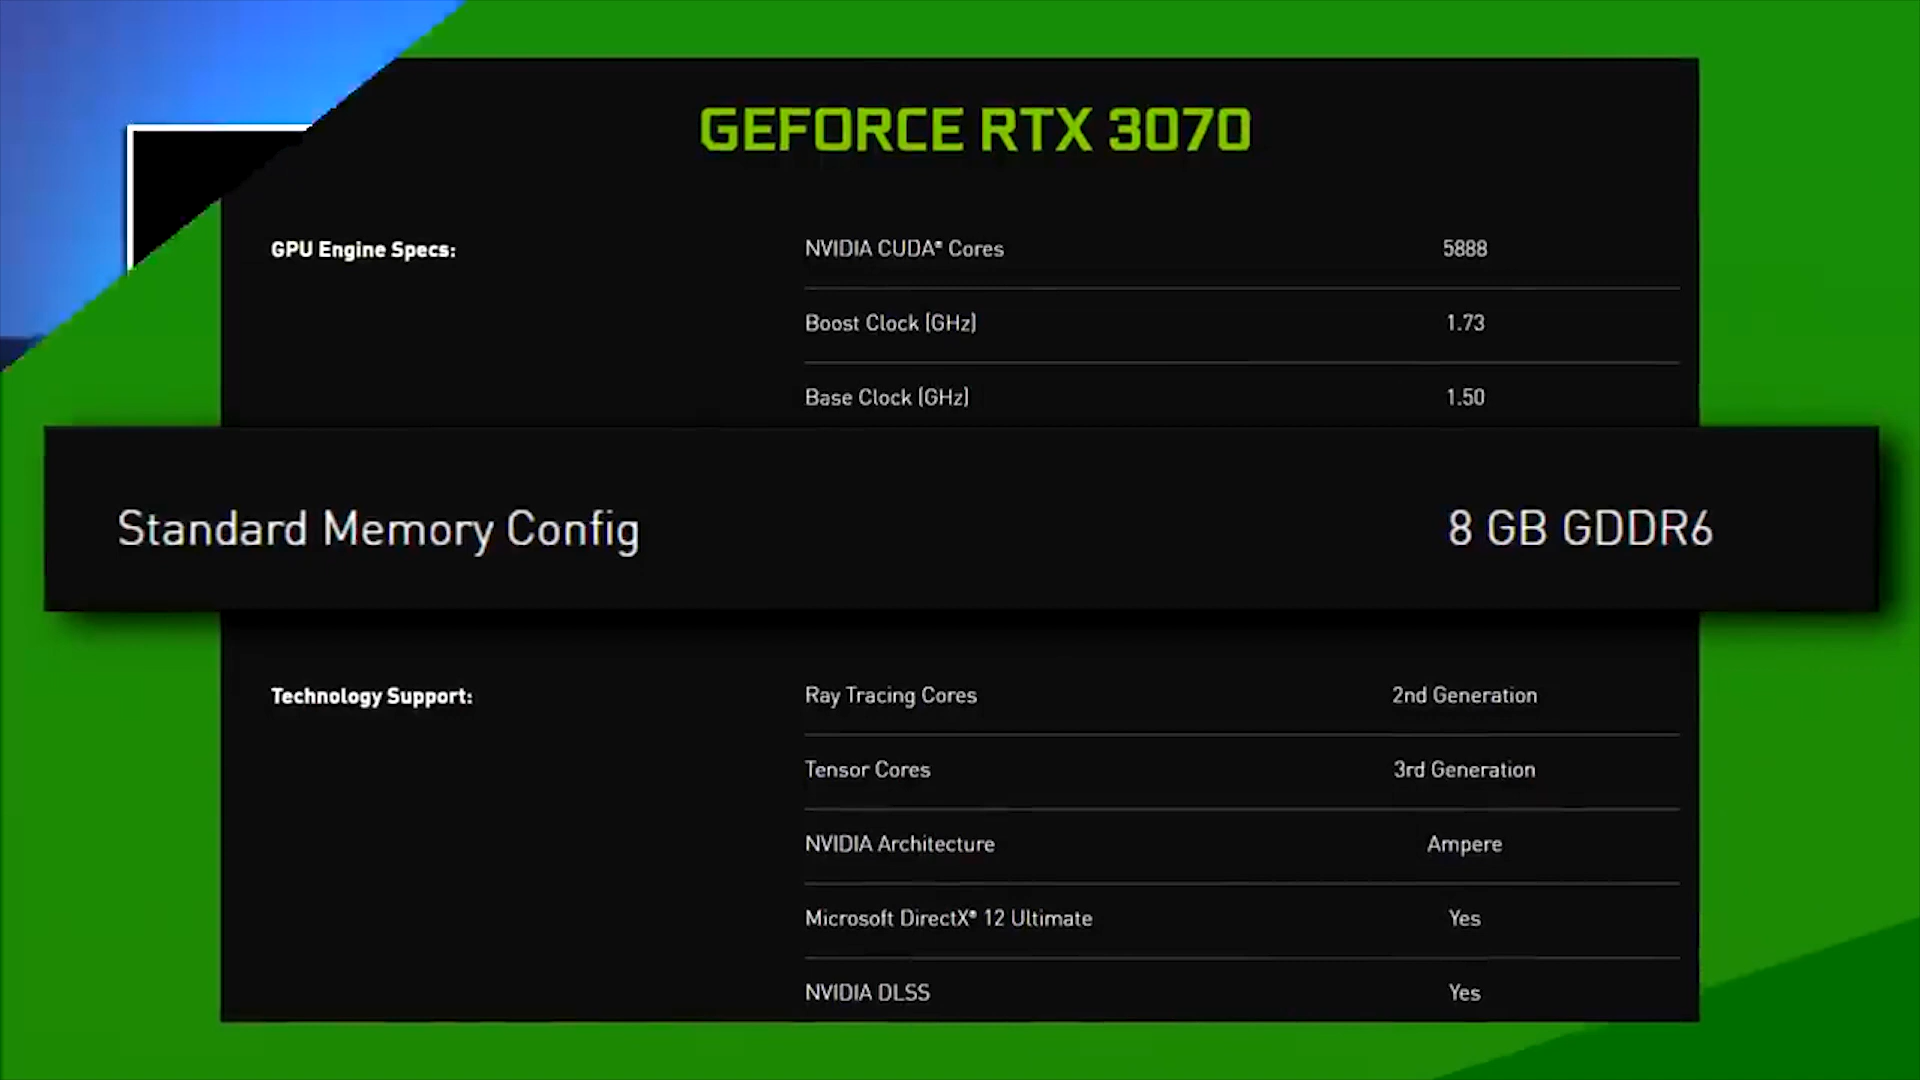 GEFORCE RTX 3070
GPU Engine Specs: NVIDIA CUDA® Cores 5888
Boost Clock (GHz) 1.73
Base Clock (GHz) 1.50
Standard Memory Config 8 GB GDDR6
Technology Support: Ray Tracing Cores 2nd Generation
Tensor Cores 3rd Generation
NVIDIA Architecture Ampere
Microsoft DirectX® 12 Ultimate Yes
NVIDIA DLSS Yes